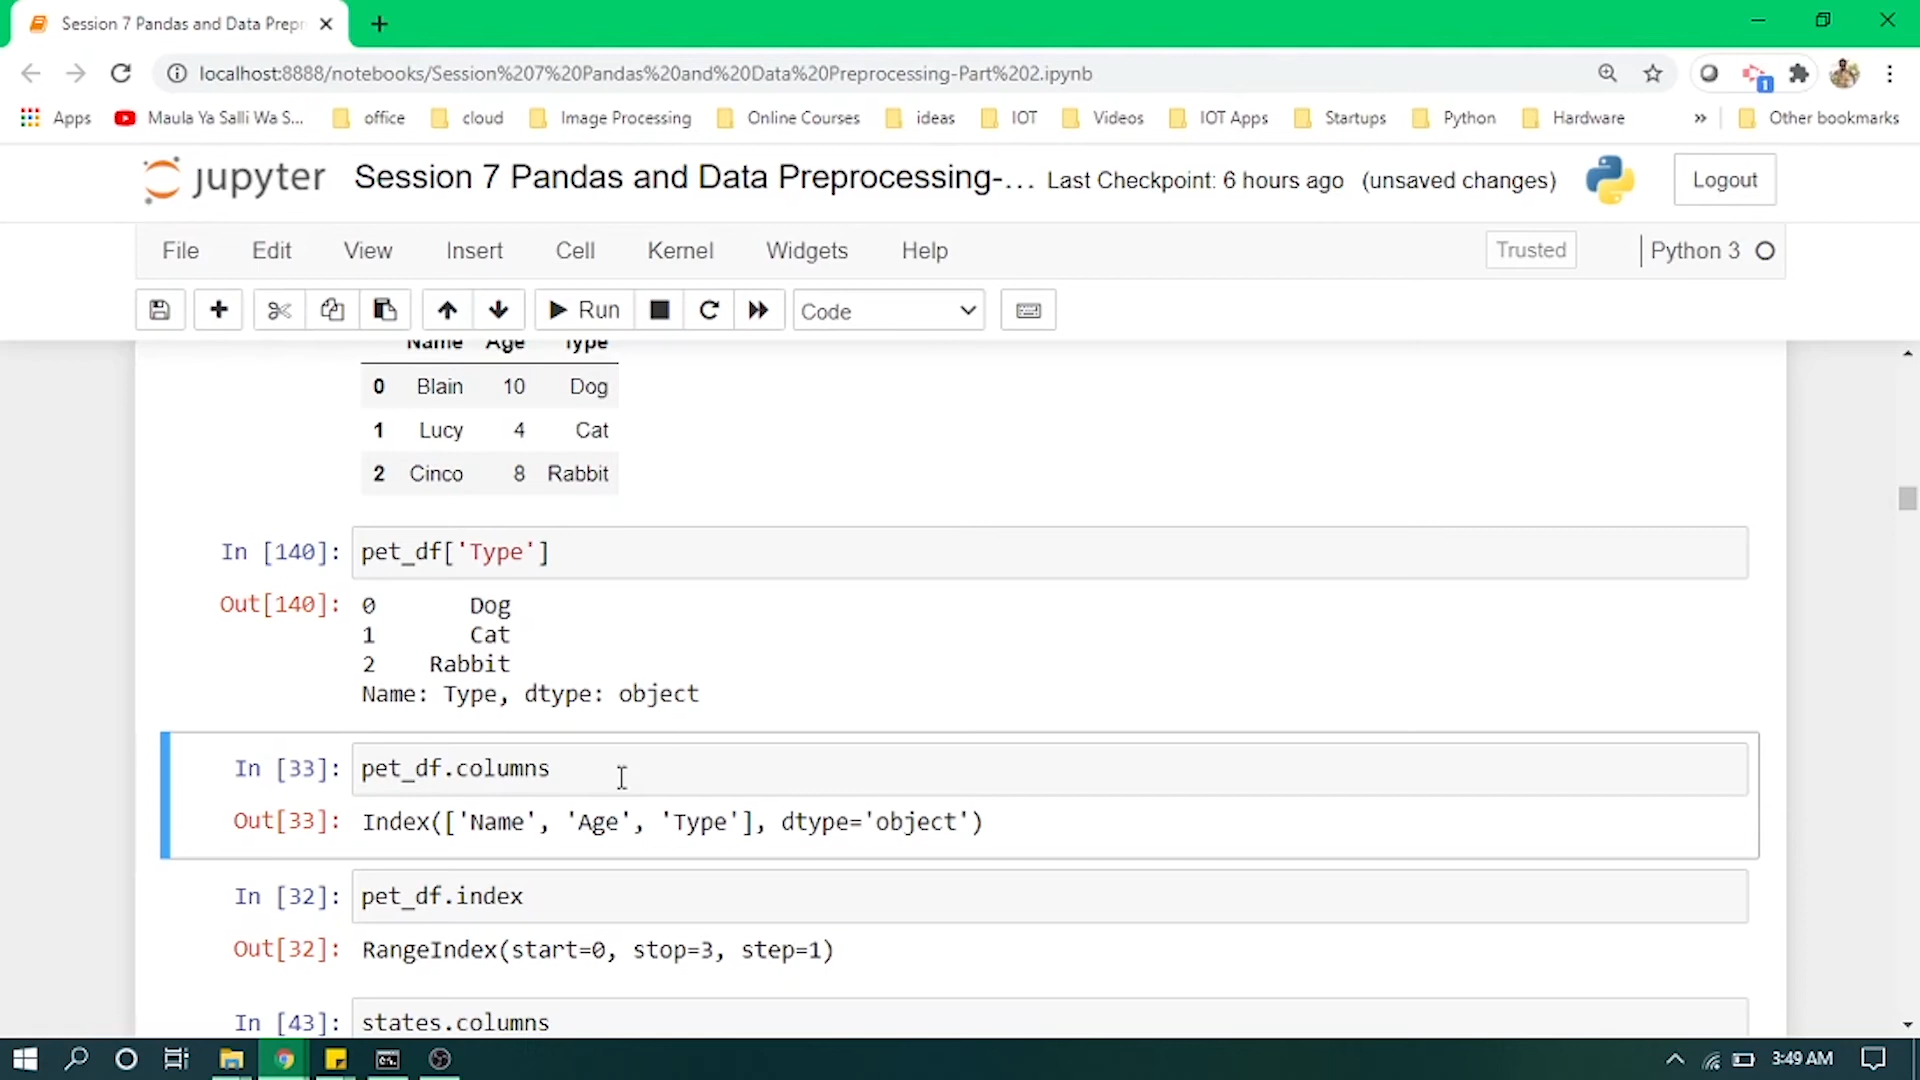 Session 7 Pandas and Data Prepr
localhost:8888/notebooks/Session%207%20Pandas%20and%20Data%20Preprocessing-Part%202.ipynb
1
Apps Maula Ya Salli Wa S... office cloud Image Processing Online Courses ideas IOT Videos IOT Apps Startups Python Hardware » Other bookmarks
jupyter Session 7 Pandas and Data Preprocessing-... Last Checkpoint: 6 hours ago (unsaved changes) Logout
File Edit View Insert Cell Kernel Widgets Help Trusted Python 3
Run Code
Name Age Type
0 Blain 10 Dog
1 Lucy 4 Cat
2 Cinco 8 Rabbit
In [140]: pet_df['Type']
Out[140]: 0 Dog
1 Cat
2 Rabbit
Name: Type, dtype: object
In [33]: pet_df.columns
Out[33]: Index(['Name', 'Age', 'Type'], dtype='object')
In [32]: pet_df.index
Out[32]: RangeIndex(start=0, stop=3, step=1)
In [43]: states.columns
3:49 AM